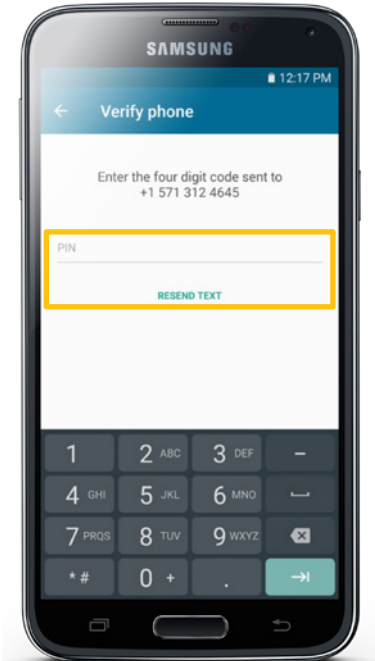 SAMSUNG
12:17 PM
Verify phone
Enter the four digit code sent to
+1 571 312 4645
PIN
RESEND TEXT
1 2 ABC 3 DEF -
4 GHI 5 JKL 6 MNO
7 PRQS 8 TUV 9 WXYZ
* # 0 + .